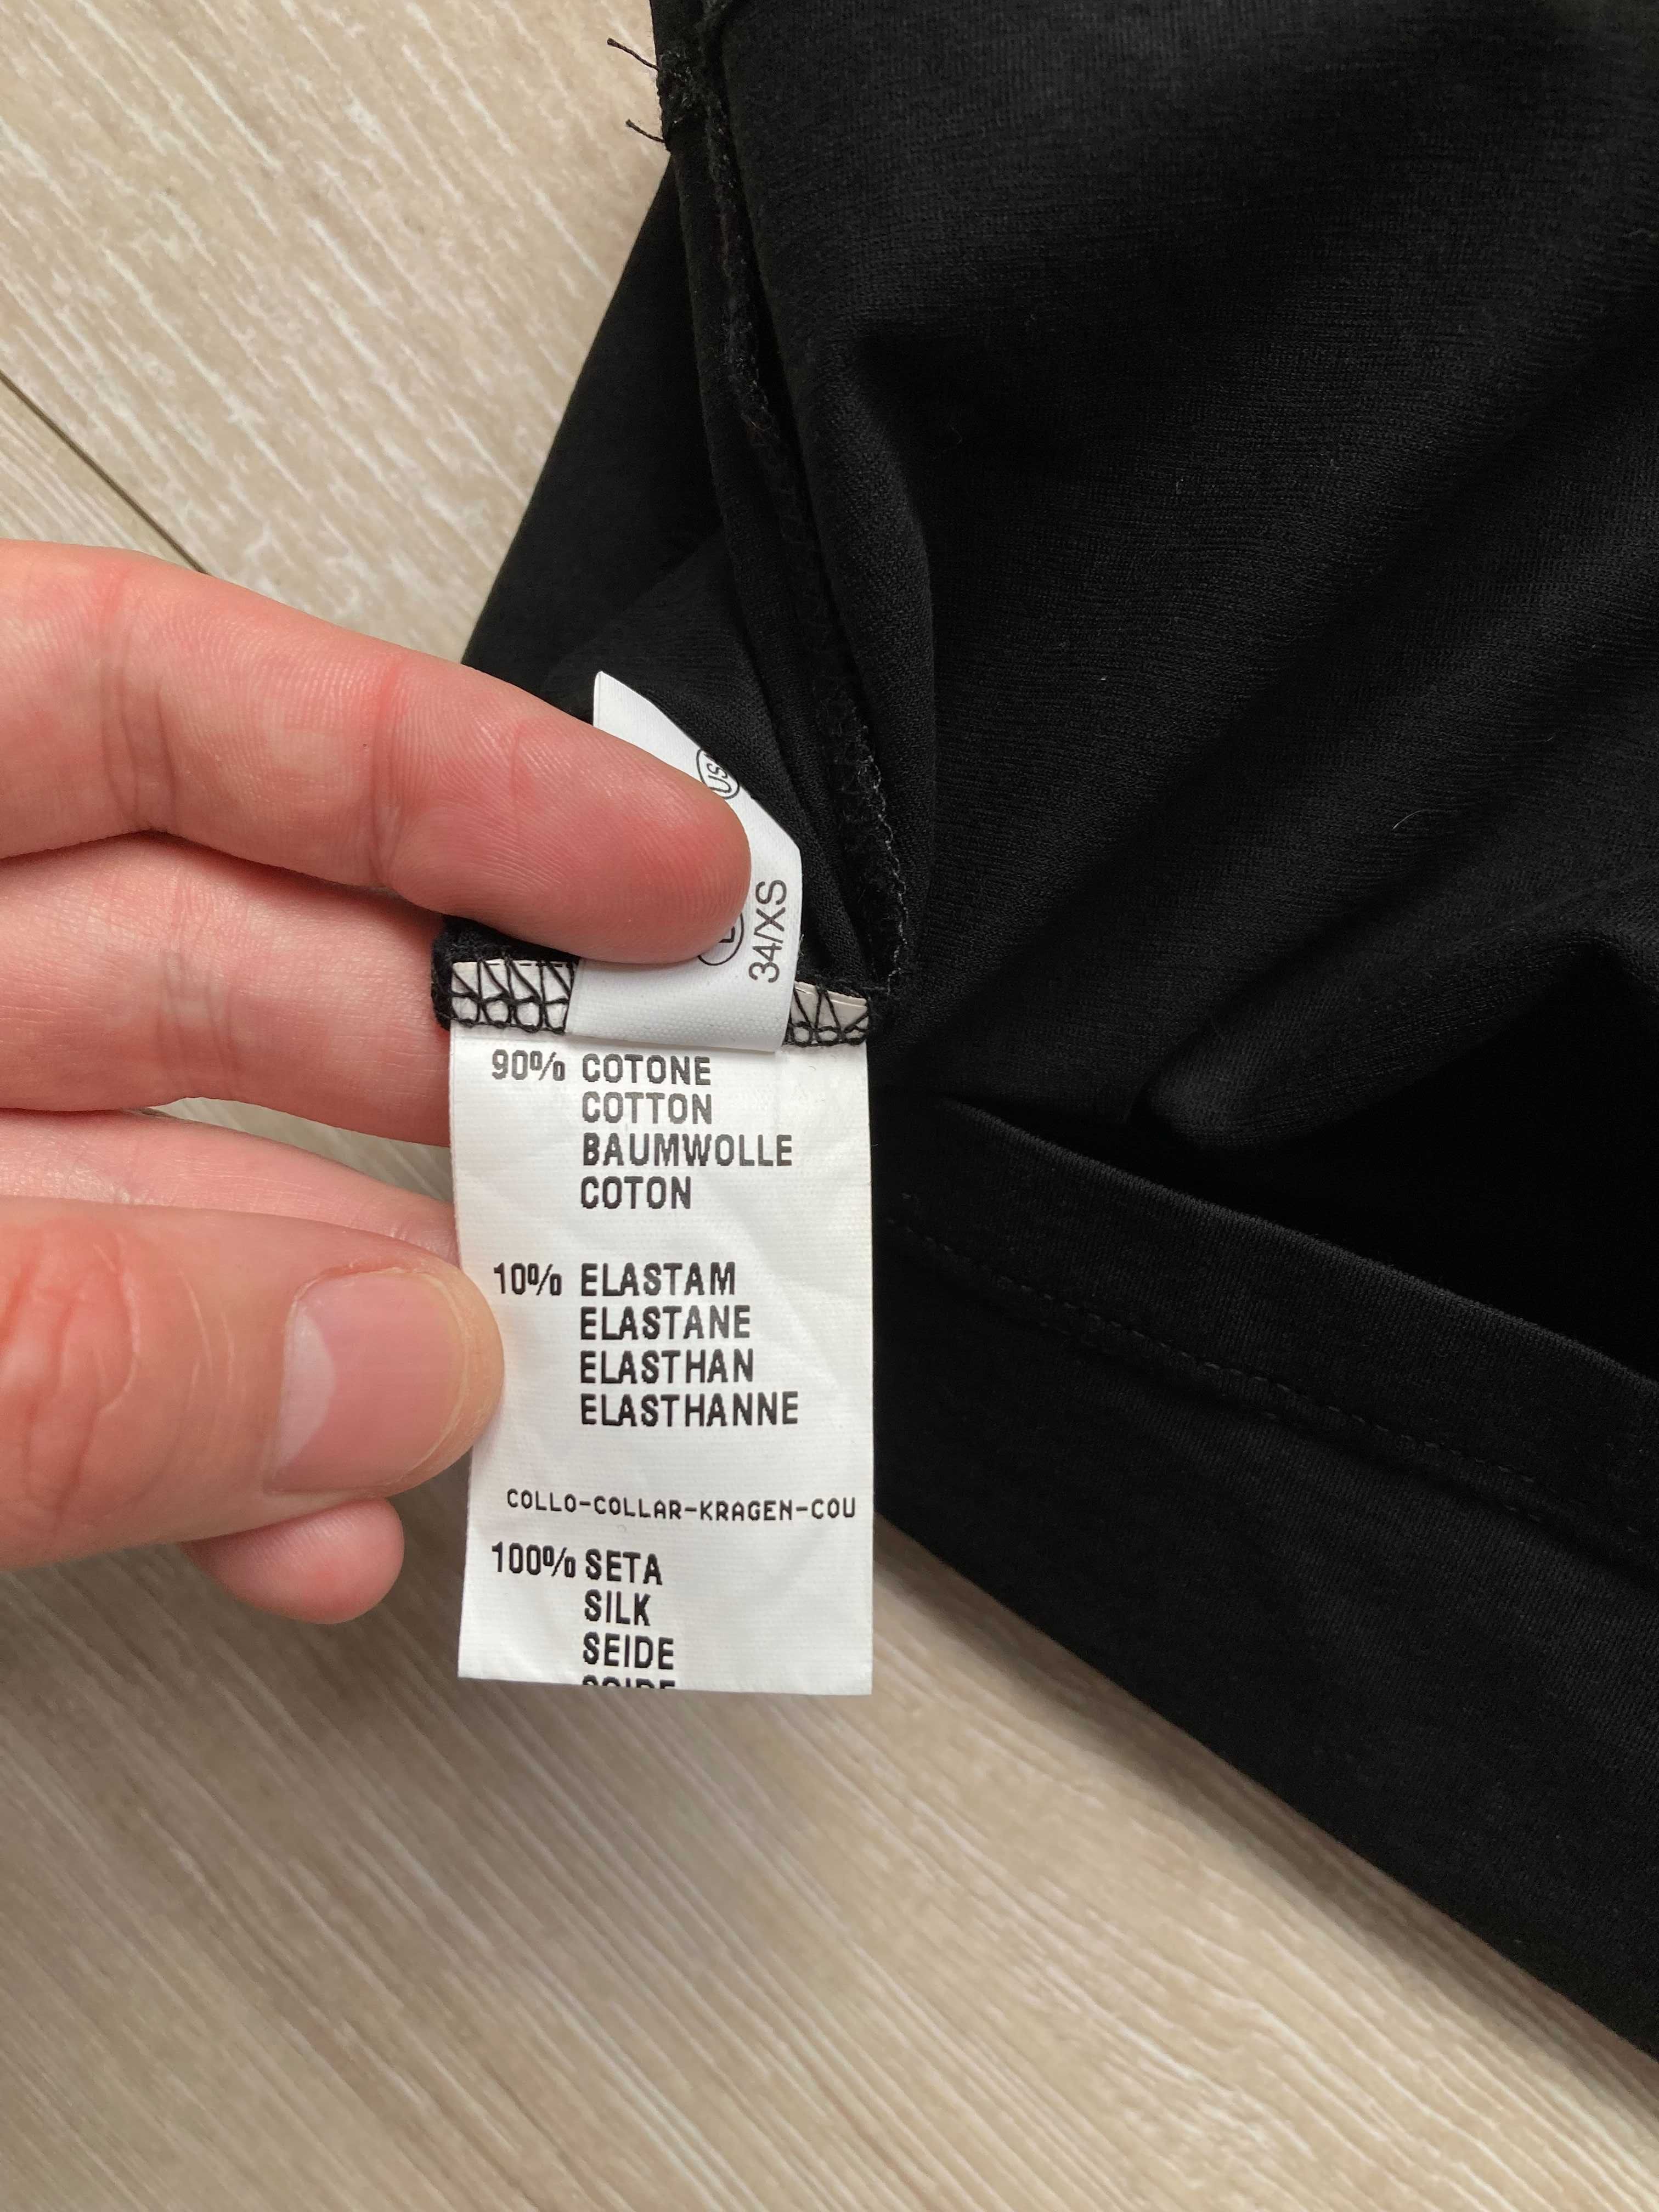 34/XS
90% COTONE
COTTON
BAUMWOLLE
COTON
10% ELASTAM
ELASTANE
ELASTHAN
ELASTHANNE
COLLO-COLLAR-KRAGEN-COU
100% SETA
SILK
SEIDE